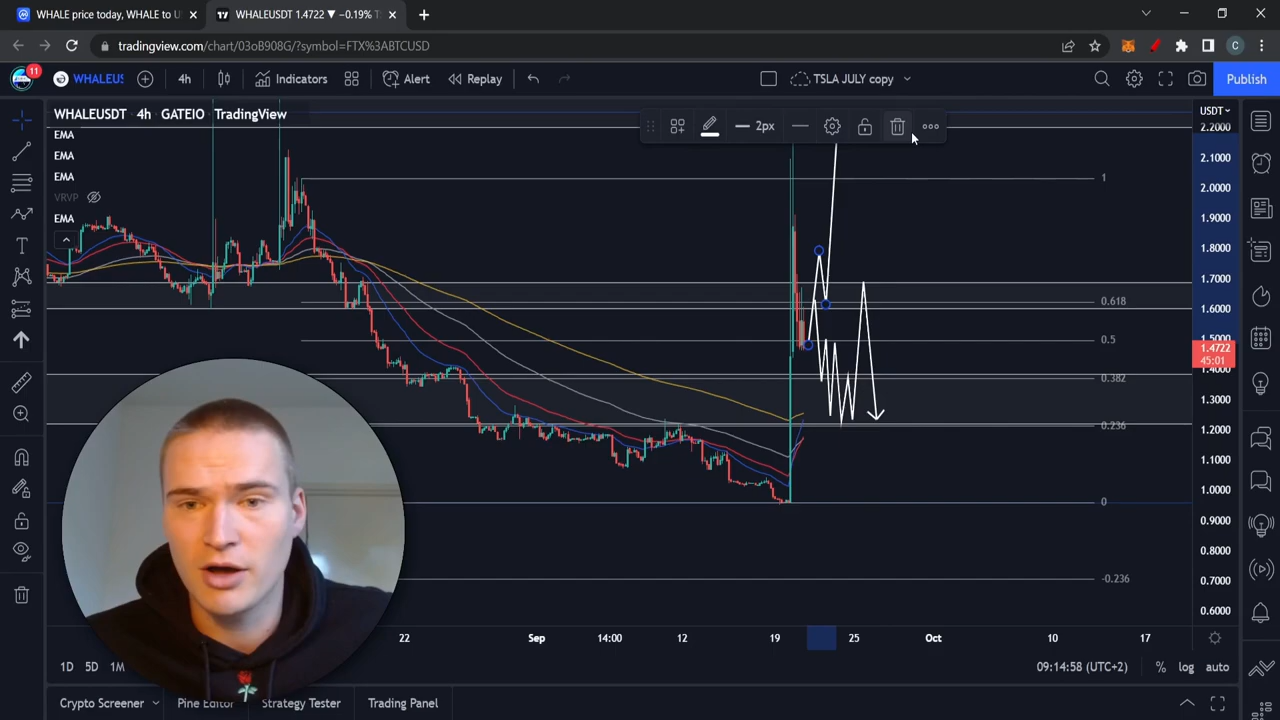 WHALE price today, WHALE to U
WHALEUSDT 1.4722 ▼ −0.19%
tradingview.com/chart/03oB908G/?symbol=FTX%3ABTCUSD
C
11
WHALEUS
4h
Indicators
Alert
Replay
TSLA JULY copy
Publish
WHALEUSDT 4h GATEIO TradingView
EMA
EMA
EMA
VRVP
EMA
2px
USDT
2.2000
2.1000
2.0000
1.9000
1.8000
1.7000
1.6000
1.5000
1.4722
45:01
1.4000
1.3000
1.2000
1.1000
1.0000
0.9000
0.8000
0.7000
0.6000
1
0.618
0.5
0.382
0.236
0
-0.236
22
Sep
14:00
12
19
25
Oct
10
17
1D
5D
1M
09:14:58 (UTC+2)
%
log
auto
Crypto Screener
Pine Editor
Strategy Tester
Trading Panel